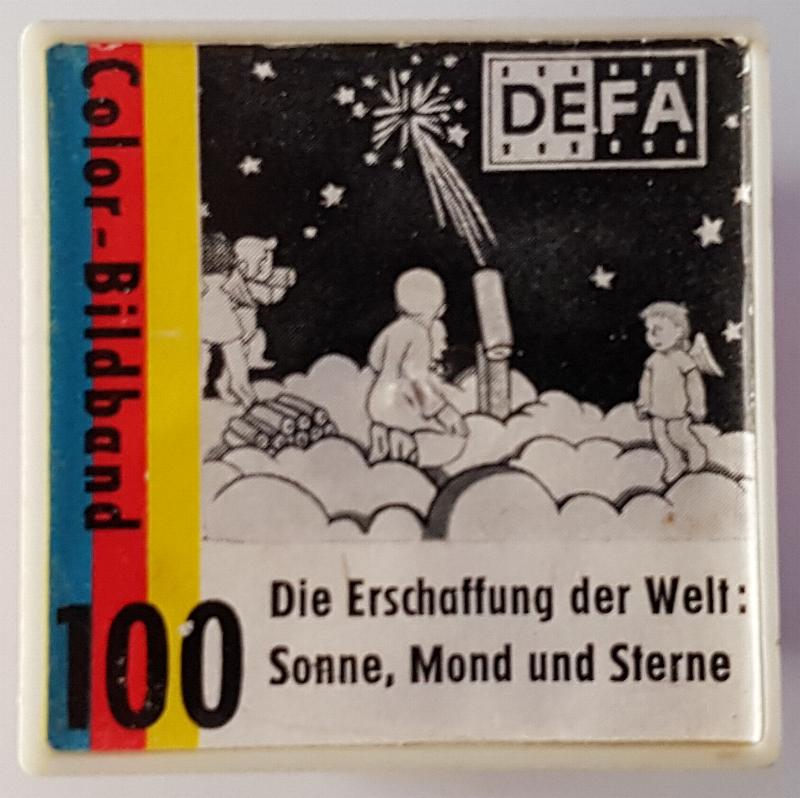 Color-Bildband
DEFA
100
Die Erschaffung der Welt:
Sonne, Mond und Sterne